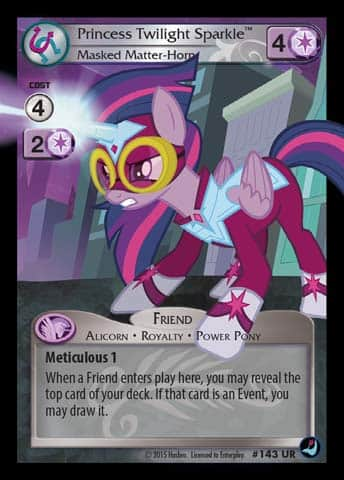 Princess Twilight Sparkle™
Masked Matter-Horn
4
COST
4
2
FRIEND
ALICORN • ROYALTY • POWER PONY
Meticulous 1
When a Friend enters play here, you may reveal the
top card of your deck. If that card is an Event, you
may draw it.
© 2015 Hasbro. Licensed to Enterplay.
#143 UR